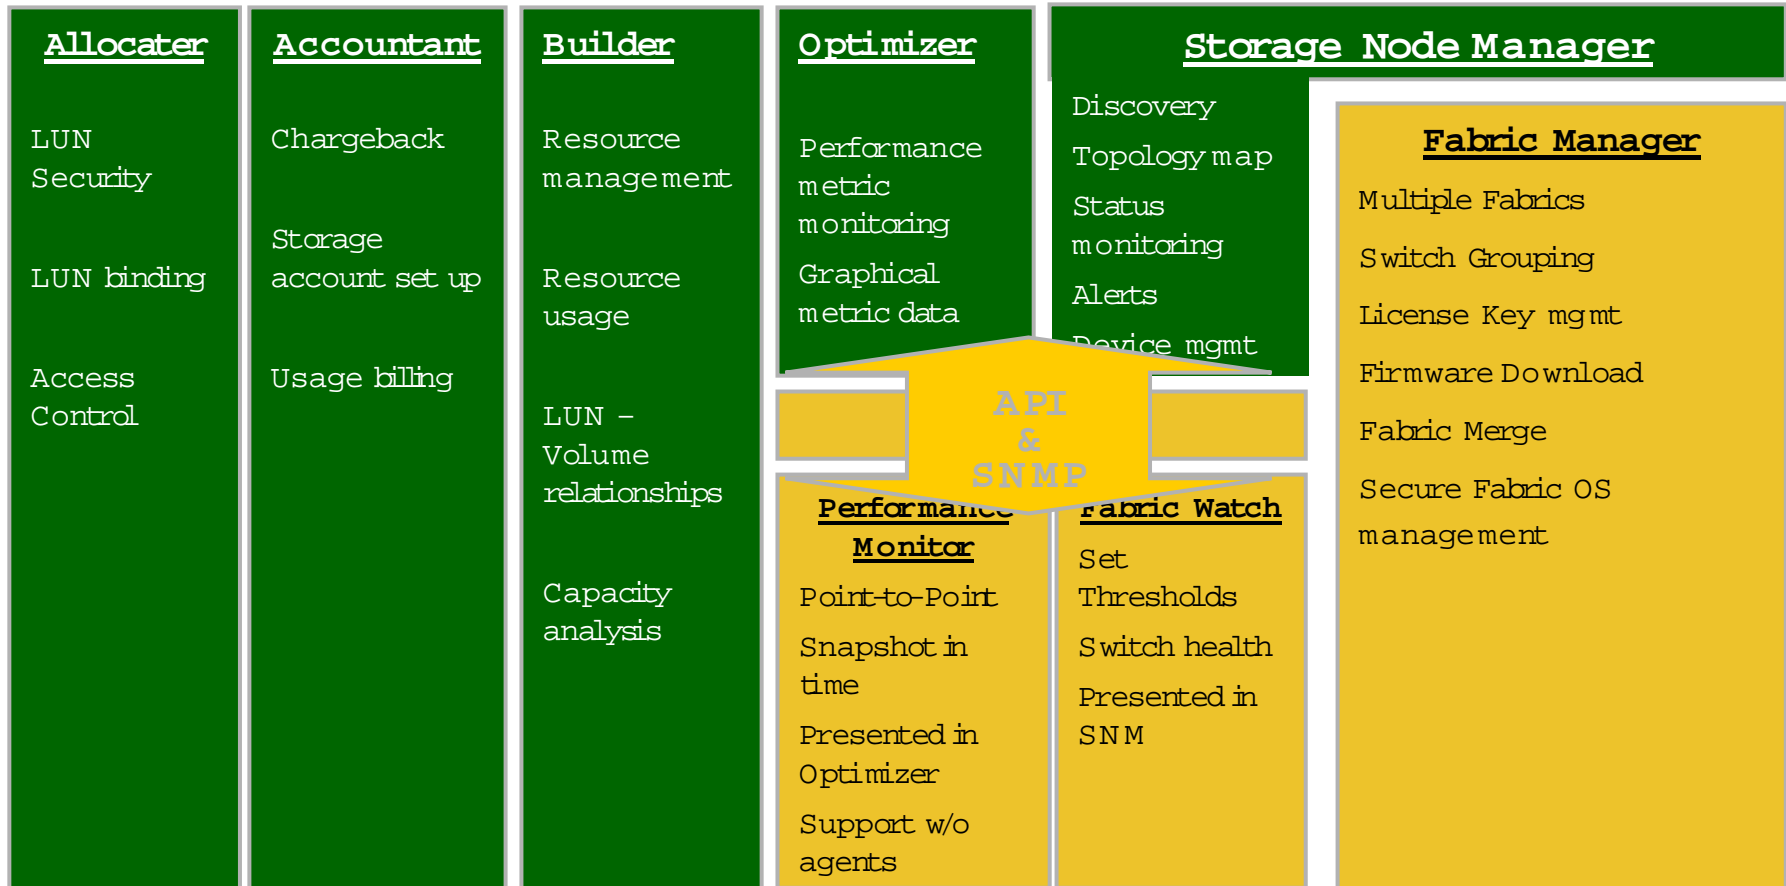 Allocater
LUN
Security
LUN binding
Access
Control
Accountant
Chargeback
Storage
account set up
Usage billing
Builder
Resource
management
Resource
usage
LUN –
Volume
relationships
Capacity
analysis
Optimizer
Performance
metric
monitoring
Graphical
metric data
Storage Node Manager
Discovery
Topology map
Status
monitoring
Alerts
Device mgmt
API
&
SNMP
Performance
Monitor
Point-to-Point
Snapshot in
time
Presented in
Optimizer
Support w/o
agents
Fabric Watch
Set
Thresholds
Switch health
Presented in
SNM
Fabric Manager
Multiple Fabrics
Switch Grouping
License Key mgmt
Firmware Download
Fabric Merge
Secure Fabric OS
management